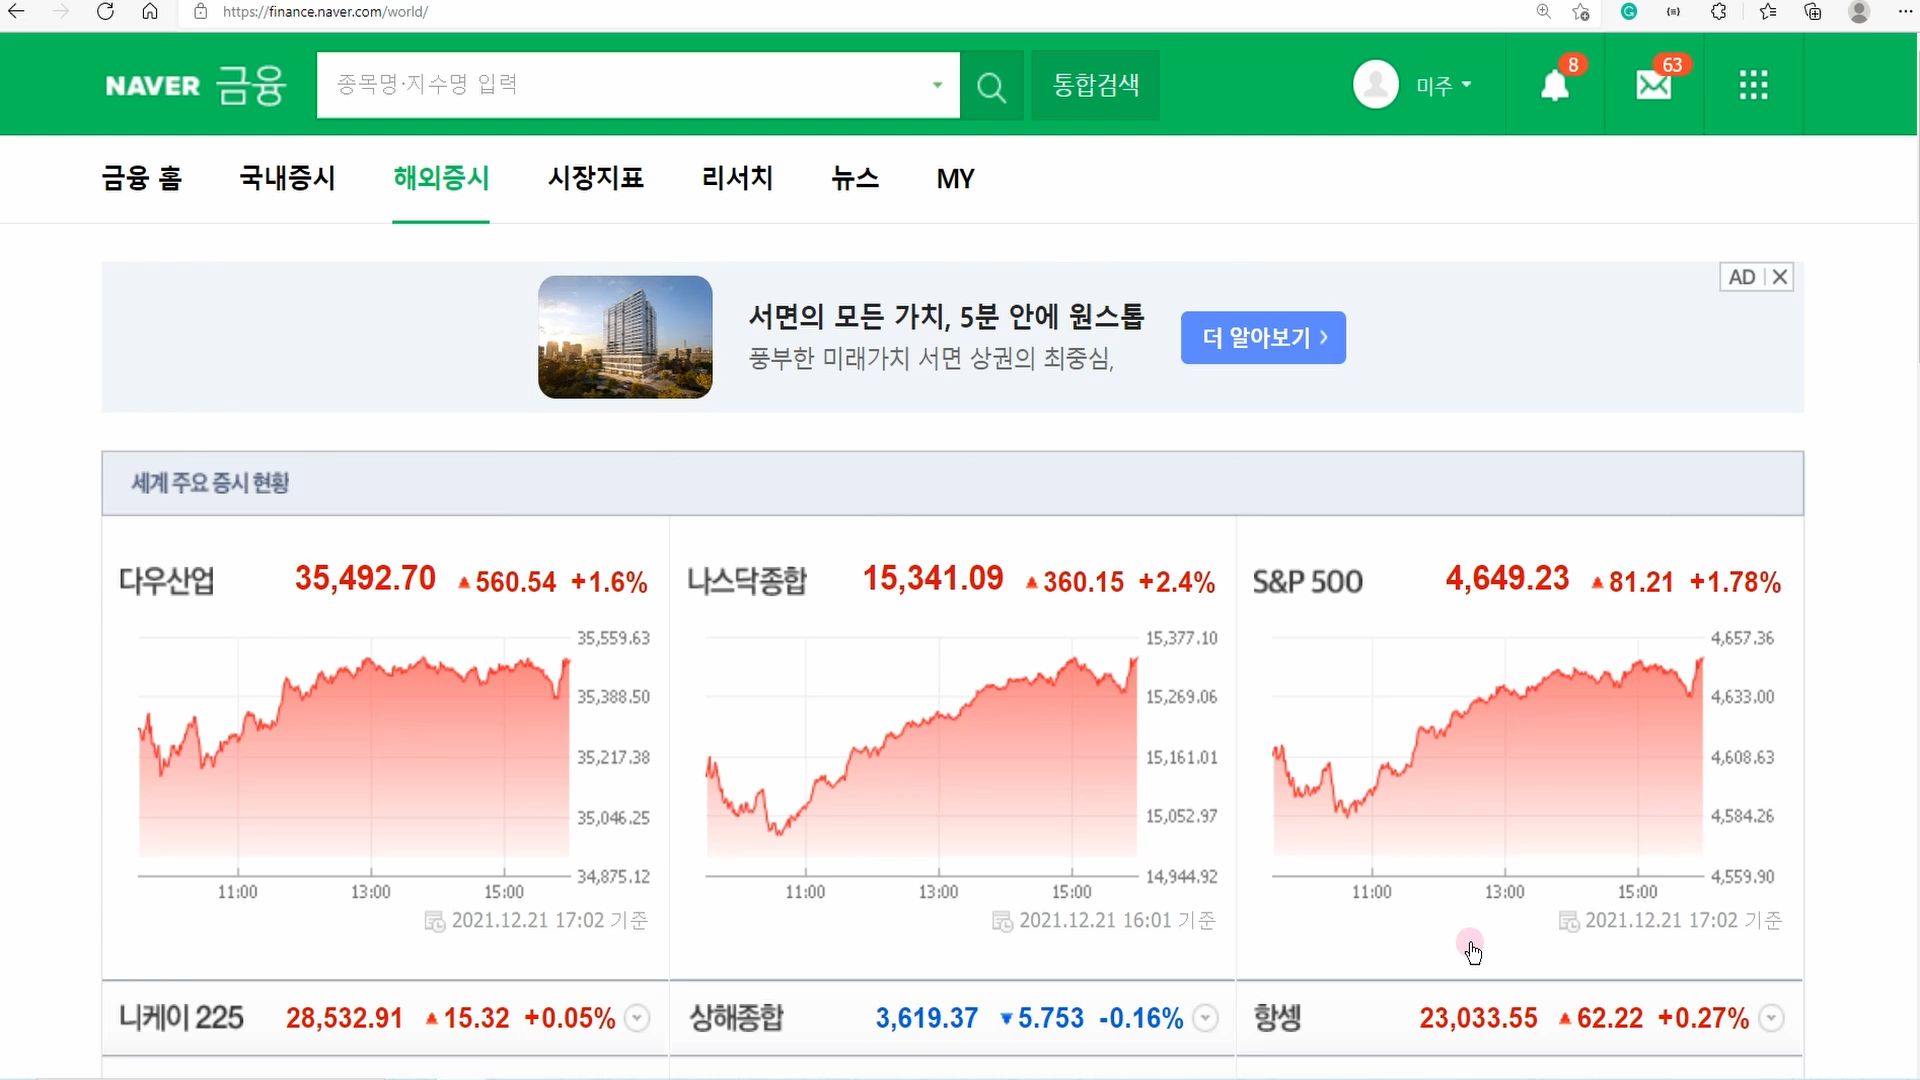 https://finance.naver.com/world/
NAVER 금융
종목명·지수명 입력
통합검색
미주
8
63
금융 홈 국내증시 해외증시 시장지표 리서치 뉴스 MY
AD
서면의 모든 가치, 5분 안에 원스톱
풍부한 미래가치 서면 상권의 최중심,
더 알아보기
세계 주요 증시 현황
다우산업 35,492.70 ▲560.54 +1.6%
35,559.63
35,388.50
35,217.38
35,046.25
34,875.12
11:00 13:00 15:00
2021.12.21 17:02 기준
나스닥종합 15,341.09 ▲360.15 +2.4%
15,377.10
15,269.06
15,161.01
15,052.97
14,944.92
11:00 13:00 15:00
2021.12.21 16:01 기준
S&P 500 4,649.23 ▲81.21 +1.78%
4,657.36
4,633.00
4,608.63
4,584.26
4,559.90
11:00 13:00 15:00
2021.12.21 17:02 기준
니케이 225 28,532.91 ▲15.32 +0.05%
상해종합 3,619.37 ▼5.753 -0.16%
항셍 23,033.55 ▲62.22 +0.27%